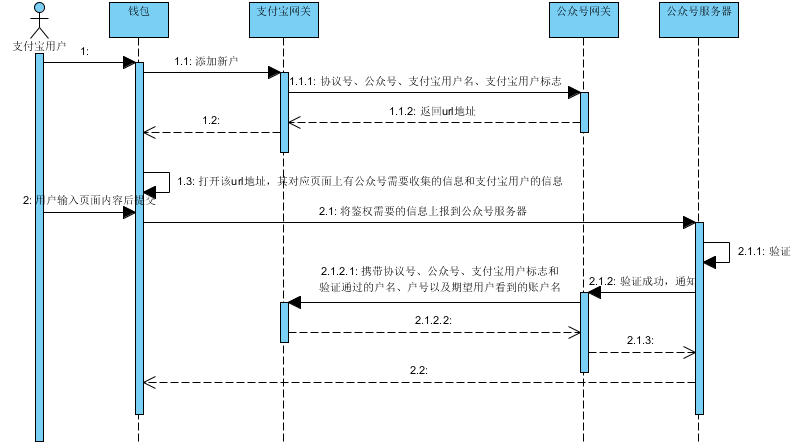 钱包
支付宝网关
公众号网关
公众号服务器
支付宝用户
1:
1.1: 添加新户
1.1.1: 协议号、公众号、支付宝用户名、支付宝用户标志
1.1.2: 返回url地址
1.2:
1.3: 打开该url地址，其对应页面上有公众号需要收集的信息和支付宝用户的信息
2: 用户输入页面内容后提交
2.1: 将鉴权需要的信息上报到公众号服务器
2.1.1: 验证
2.1.2: 验证成功，通知
2.1.2.1: 携带协议号、公众号、支付宝用户标志和
验证通过的户名、户号以及期望用户看到的账户名
2.1.2.2:
2.1.3:
2.2: